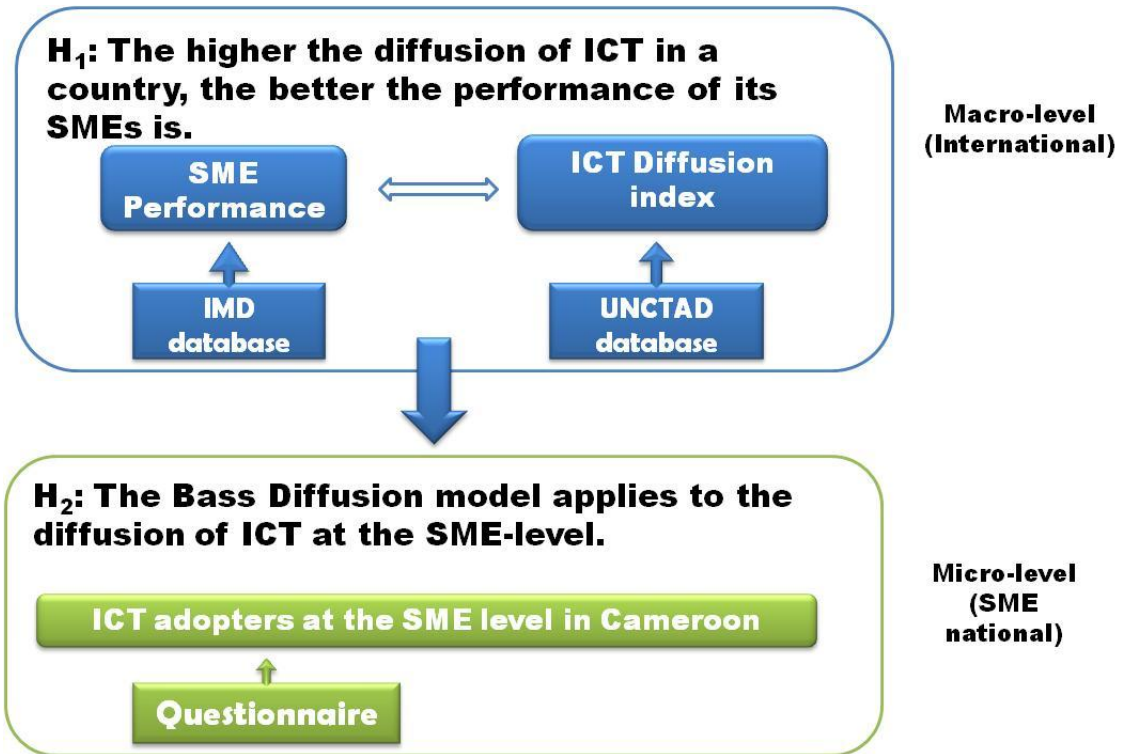 H₁: The higher the diffusion of ICT in a
country, the better the performance of its
SMEs is.
Macro-level
(International)
SME
Performance
ICT Diffusion
index
IMD
database
UNCTAD
database
H₂: The Bass Diffusion model applies to the
diffusion of ICT at the SME-level.
Micro-level
(SME
national)
ICT adopters at the SME level in Cameroon
Questionnaire